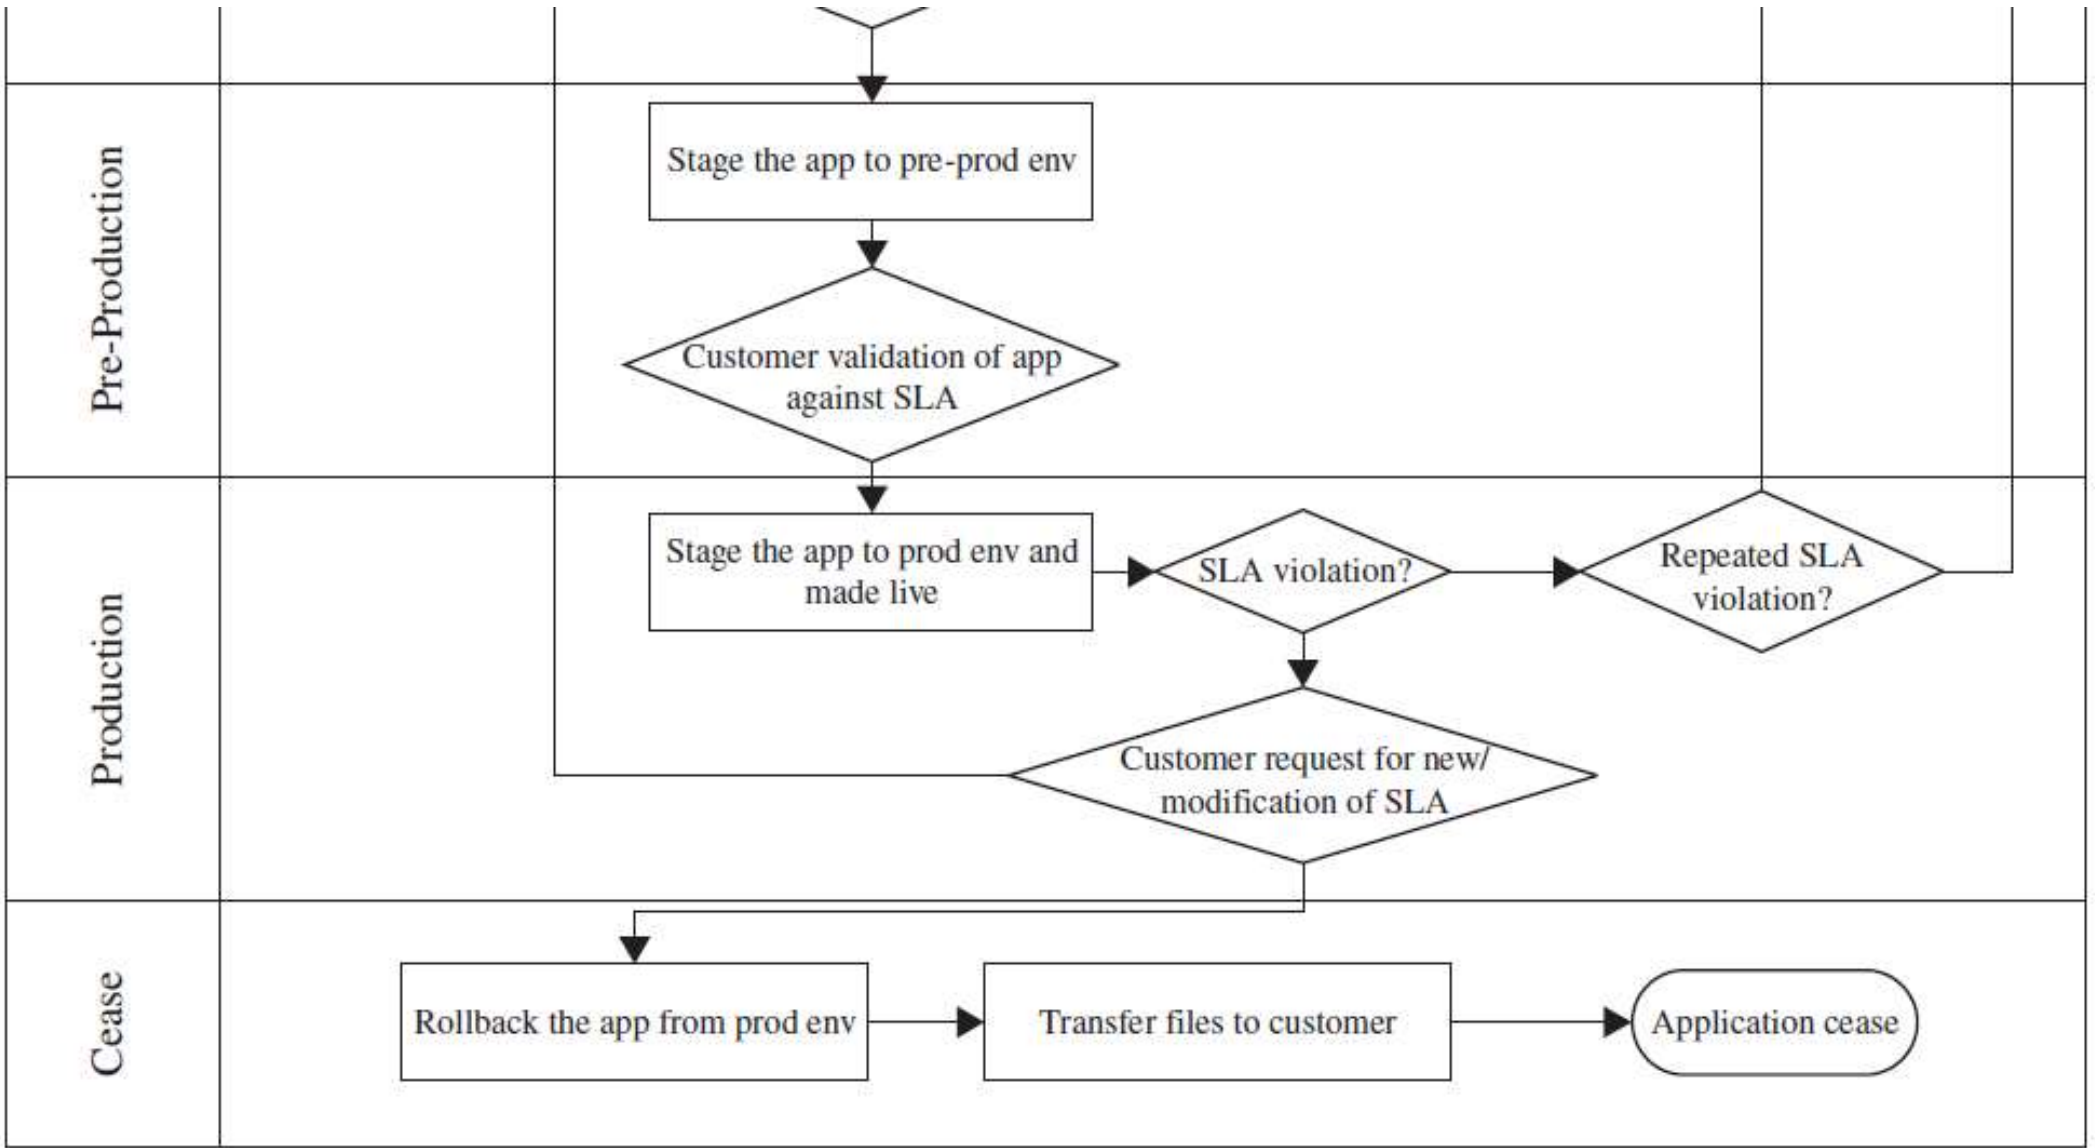 Pre-Production
Stage the app to pre-prod env
Customer validation of app
against SLA
Production
Stage the app to prod env and
made live
SLA violation?
Repeated SLA
violation?
Customer request for new/
modification of SLA
Cease
Rollback the app from prod env
Transfer files to customer
Application cease